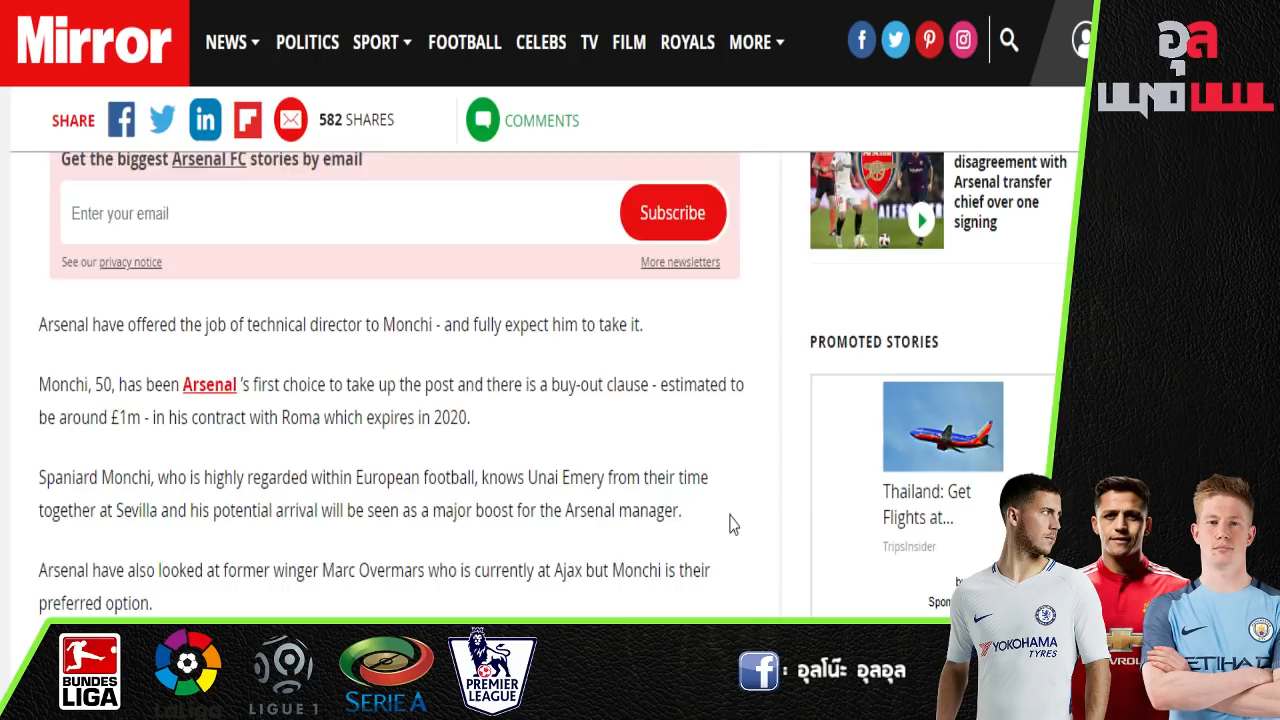 Mirror
NEWS POLITICS SPORT FOOTBALL CELEBS TV FILM ROYALS MORE
SHARE 582 SHARES COMMENTS
Get the biggest Arsenal FC stories by email
Enter your email Subscribe
See our privacy notice More newsletters
Arsenal have offered the job of technical director to Monchi - and fully expect him to take it.
Monchi, 50, has been Arsenal 's first choice to take up the post and there is a buy-out clause - estimated to
be around £1m - in his contract with Roma which expires in 2020.
Spaniard Monchi, who is highly regarded within European football, knows Unai Emery from their time
together at Sevilla and his potential arrival will be seen as a major boost for the Arsenal manager.
Arsenal have also looked at former winger Marc Overmars who is currently at Ajax but Monchi is their
preferred option.
disagreement with
Arsenal transfer
chief over one
signing
PROMOTED STORIES
Thailand: Get
Flights at...
TripsInsider
by
Spon
อุล
YOKOHAMA
TYRES
ETIHAD
BUNDES
LIGA
LaLiga
LIGUE 1
SERIE A
PREMIER
LEAGUE
: อุลโน๊ะ อุลอุล